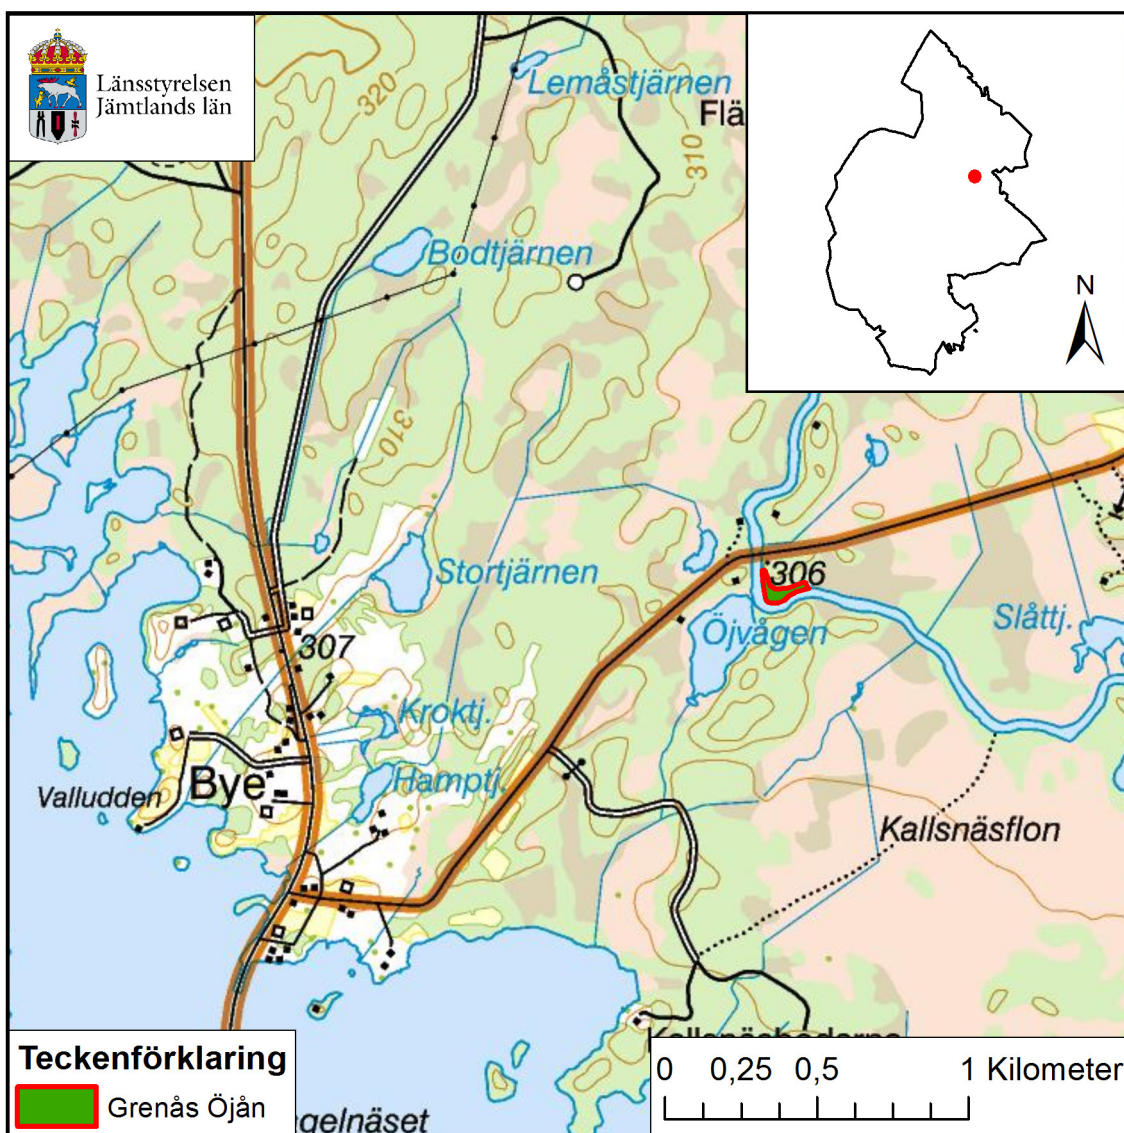 Länsstyrelsen
Jämtlands län
320
Lemåstjärnen
Flä
310
N
Bodtjärnen
310
Stortjärnen
306
Öjvågen
Slåttj.
307
Kroktj.
Hamptj.
Bye
Valludden
Kallsnäsflon
Teckenförklaring
Grenås Öjån
gelnäset
0 0,25 0,5 1 Kilometer